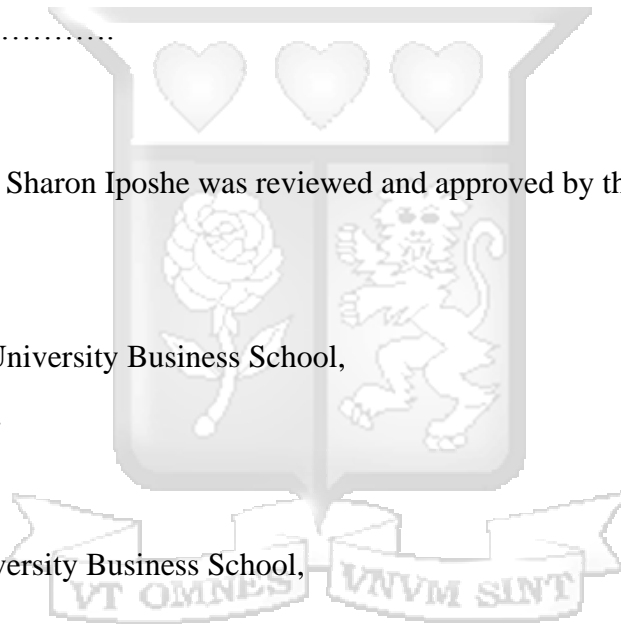 ………….
Sharon Iposhe was reviewed and approved by th
University Business School,
versity Business School,
VT OMNES VNVM SINT